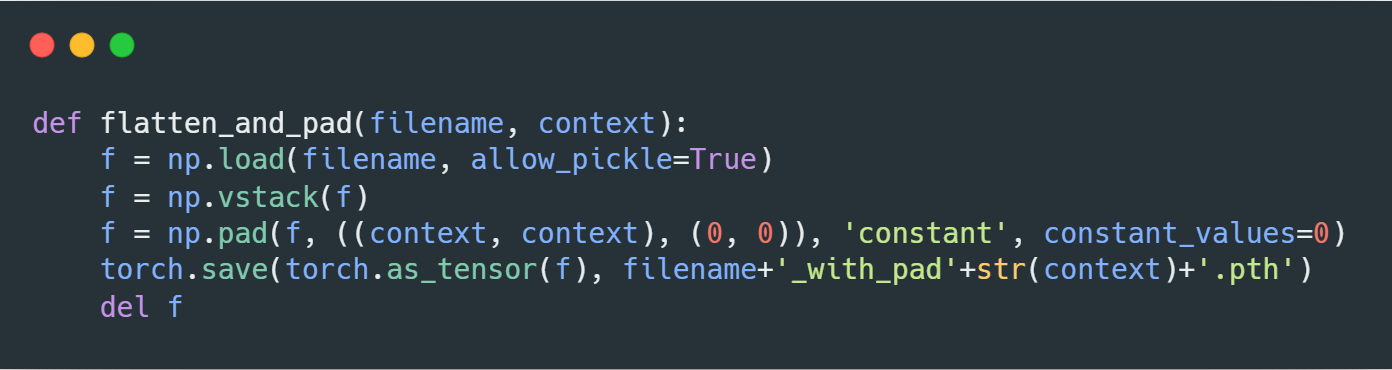 def flatten_and_pad(filename, context):
    f = np.load(filename, allow_pickle=True)
    f = np.vstack(f)
    f = np.pad(f, ((context, context), (0, 0)), 'constant', constant_values=0)
    torch.save(torch.as_tensor(f), filename+'_with_pad'+str(context)+'.pth')
    del f